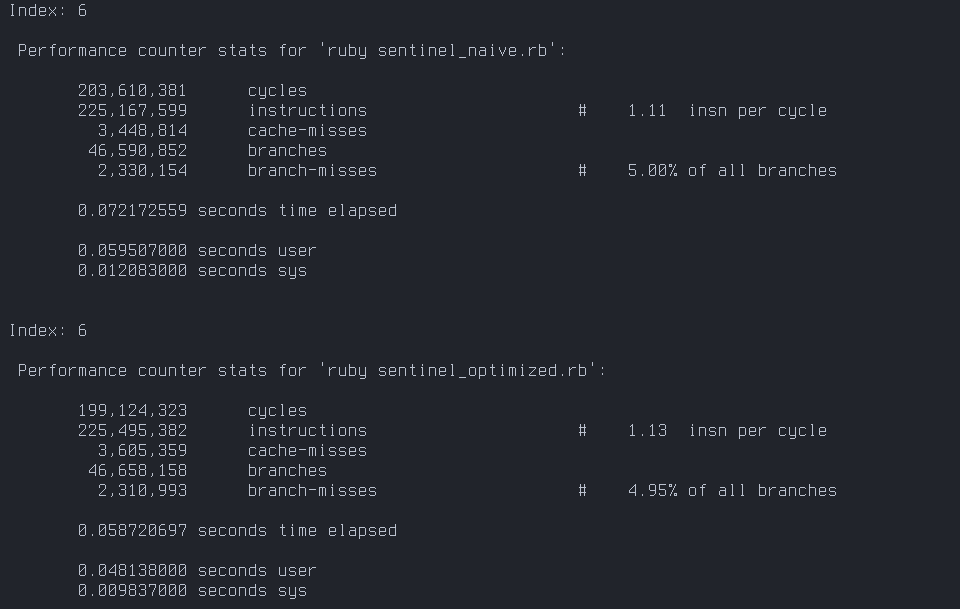 Index: 6
Performance counter stats for 'ruby sentinel_naive.rb':
203,610,381 cycles
225,167,599 instructions # 1.11 insn per cycle
3,448,814 cache-misses
46,590,852 branches
2,330,154 branch-misses # 5.00% of all branches
0.072172559 seconds time elapsed
0.059507000 seconds user
0.012083000 seconds sys
Index: 6
Performance counter stats for 'ruby sentinel_optimized.rb':
199,124,323 cycles
225,495,382 instructions # 1.13 insn per cycle
3,605,359 cache-misses
46,658,158 branches
2,310,993 branch-misses # 4.95% of all branches
0.058720697 seconds time elapsed
0.048138000 seconds user
0.009837000 seconds sys